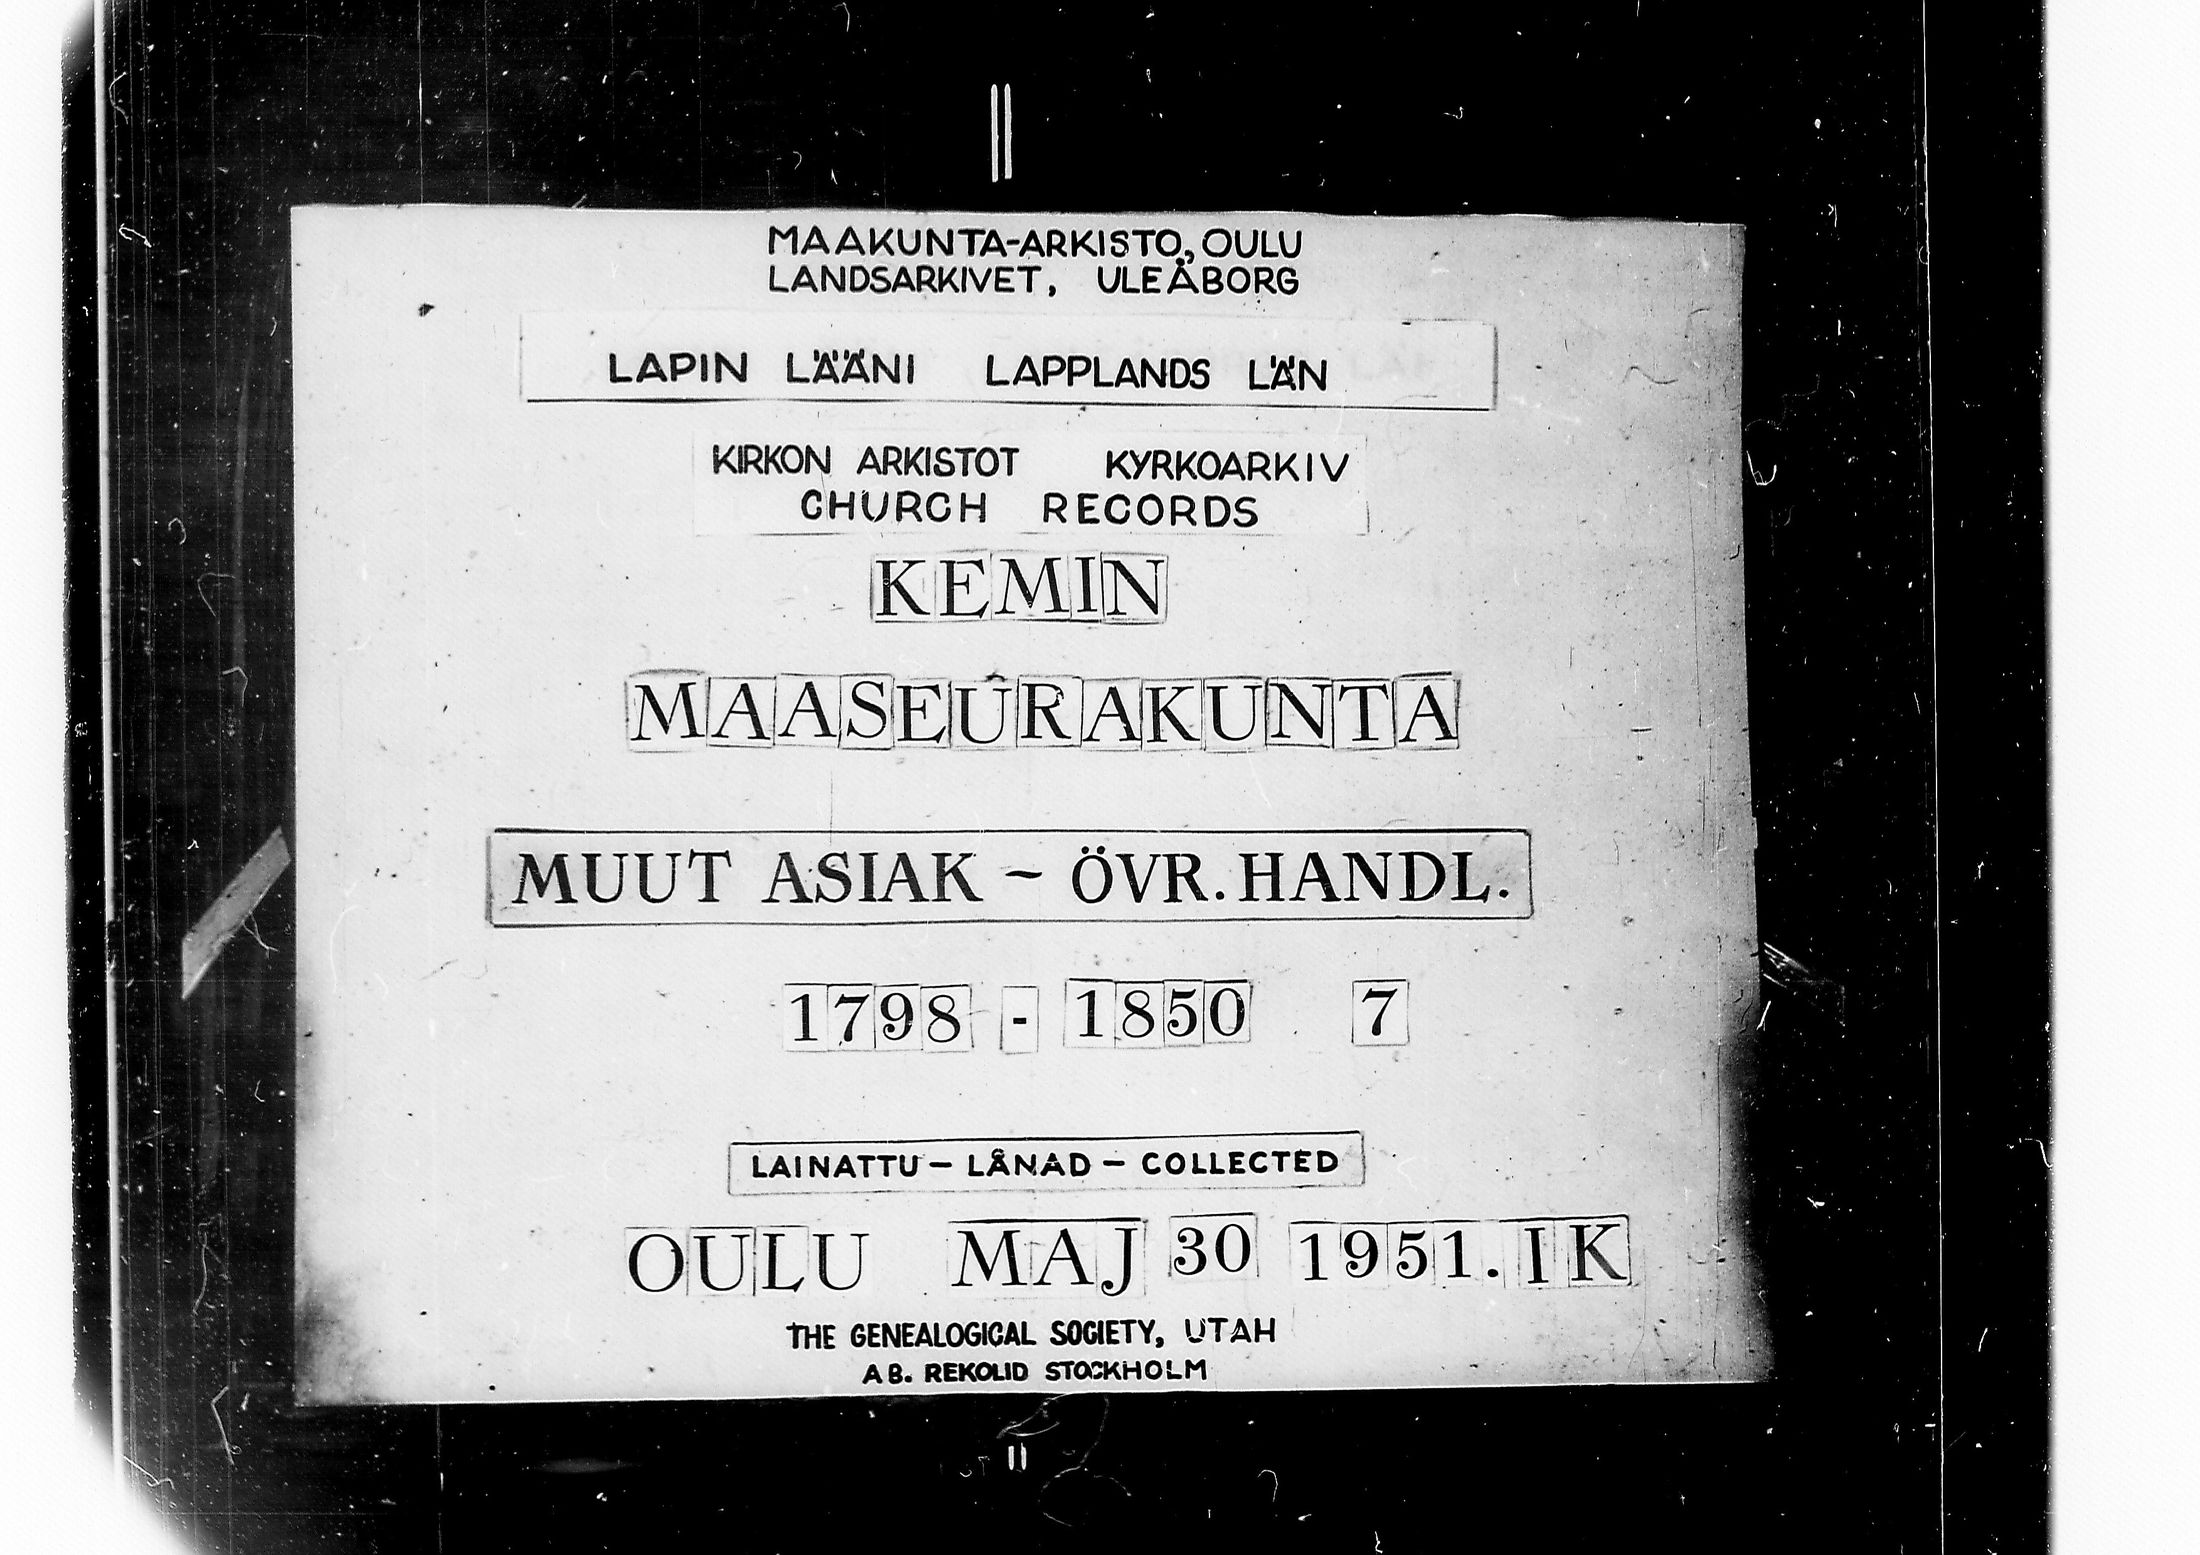 MAAKUNTA-ARKISTO, OULU
LANDSARKIVET, ULEÅBORG
LAPIN LÄÄNI LAPPLANDS LÄN
KIRKON ARKISTOT KYRKOARKIV
CHURCH RECORDS
KEMIN
MAASEURAKUNTA
MUUT ASIAK - ÖVR. HANDL.
1798 - 1850 7
LAINATTU - LÅNAD - COLLECTED
OULU MAJ 30 1951. IK
THE GENEALOGICAL SOCIETY, UTAH
AB. REKOLID STOCKHOLM